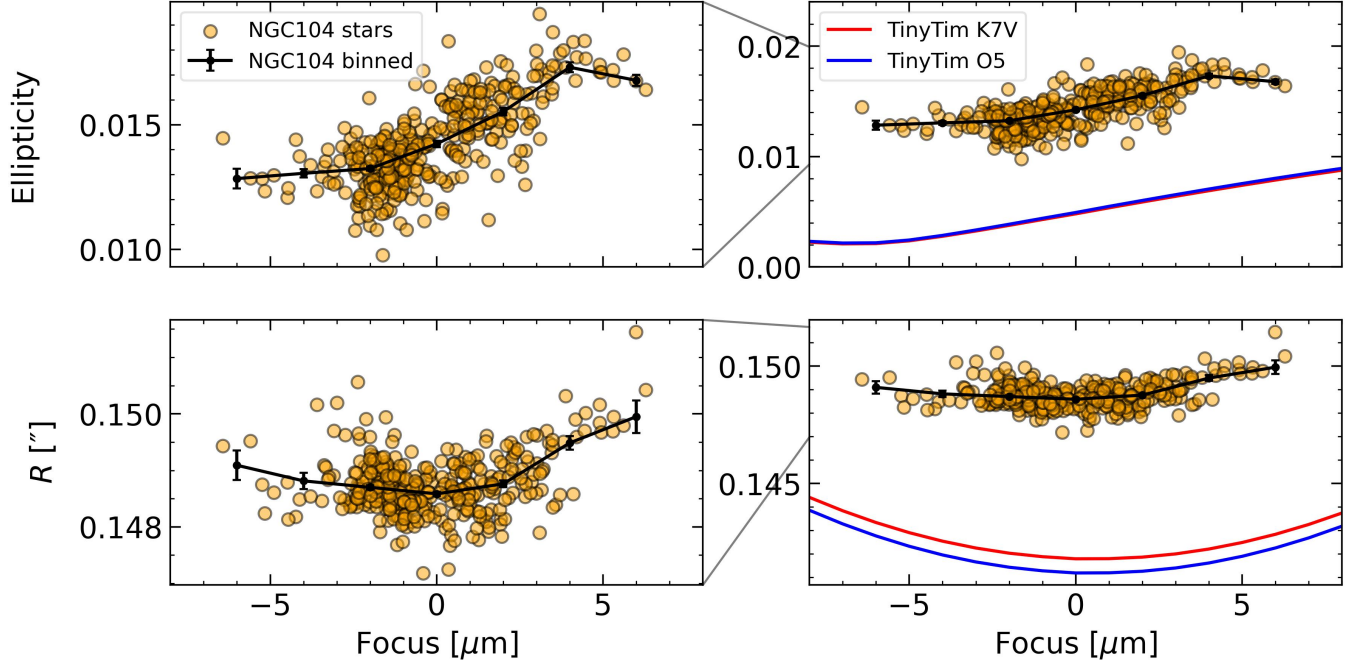 NGC104 stars
NGC104 binned
Ellipticity
0.015
0.010
TinyTim K7V
TinyTim O5
0.02
0.01
0.00
R [″]
0.150
0.148
−5 0 5
Focus [μm]
0.150
0.145
−5 0 5
Focus [μm]